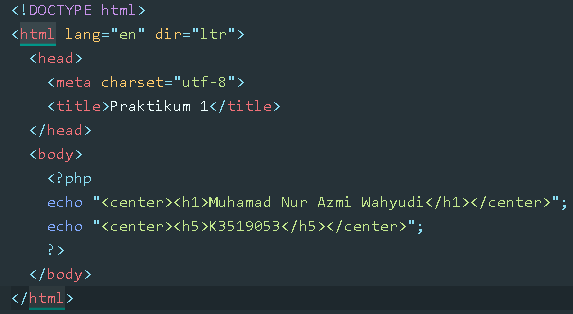 <!DOCTYPE html>
<html lang="en" dir="ltr">
<head>
<meta charset="utf-8">
<title>Praktikum 1</title>
</head>
<body>
<?php
echo "<center><h1>Muhamad Nur Azmi Wahyudi</h1></center>";
echo "<center><h5>K3519053</h5></center>";
?>
</body>
</html>